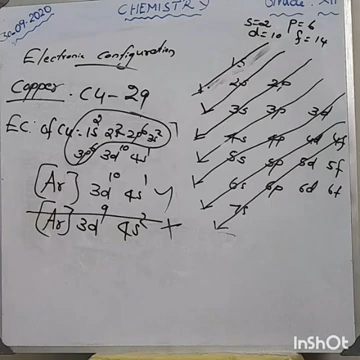 30.09.2020 CHEMISTRY Grade: XII
s=2 p=6
d=10 f=14
Electronic configuration
Copper. Cu-29
EC: of Cu=1s² 2s² 2p⁶ 3s²
3p⁶ 3d¹⁰ 4s¹
[Ar] 3d¹⁰ 4s¹
[Ar] 3d⁹ 4s² ×
1s
2s 2p
3s 3p 3d
4s 4p 4d 4f
5s 5p 5d 5f
6s 6p 6d 6f
7s
InShOt